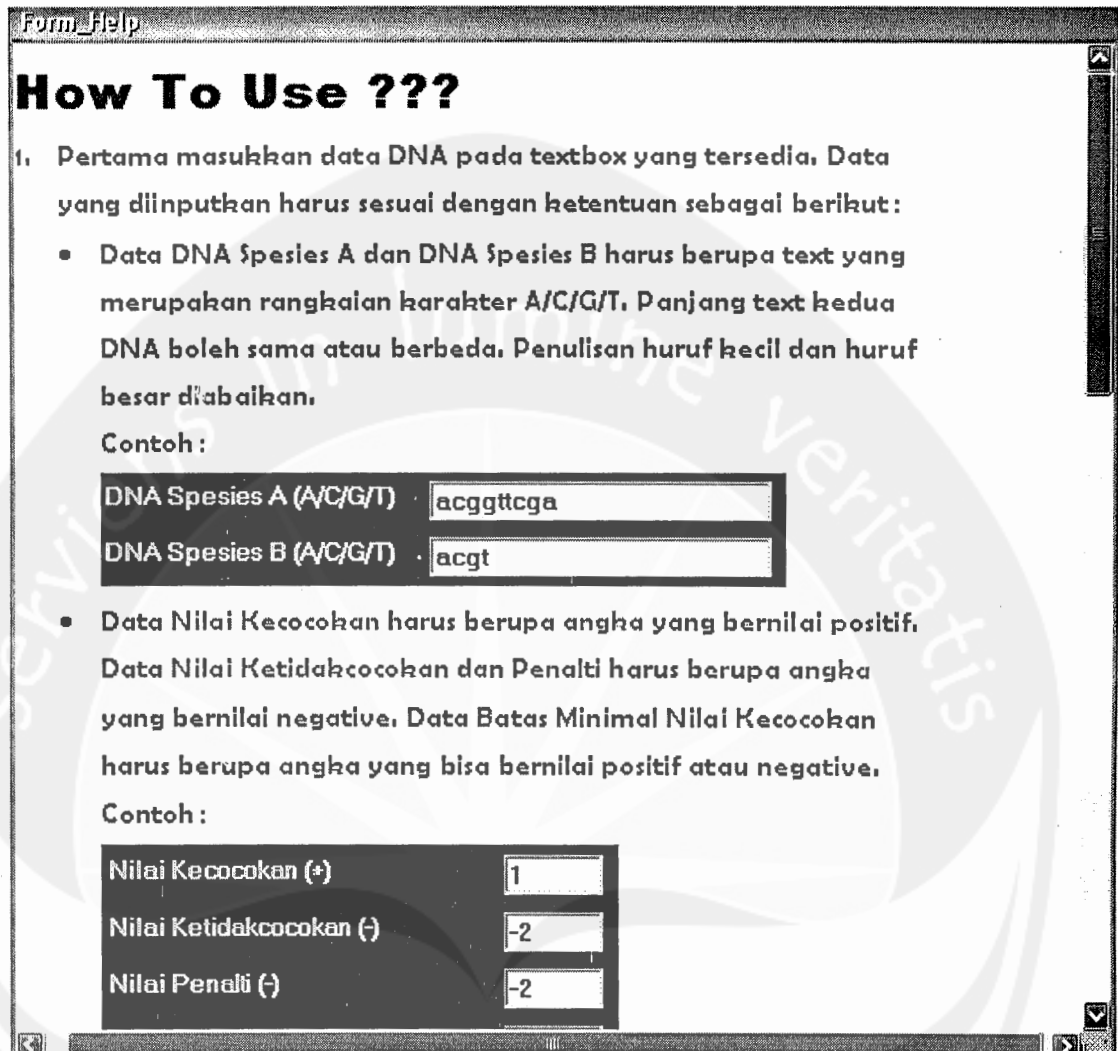 Form_Help
How To Use ???
1. Pertama masukkan data DNA pada textbox yang tersedia. Data
yang diinputkan harus sesuai dengan ketentuan sebagai berikut:
• Data DNA Spesies A dan DNA Spesies B harus berupa text yang
merupakan rangkaian karakter A/C/G/T. Panjang text kedua
DNA boleh sama atau berbeda. Penulisan huruf kecil dan huruf
besar diabaikan.
Contoh:
DNA Spesies A (A/C/G/T) acggttcga
DNA Spesies B (A/C/G/T) acgt
• Data Nilai Kecocokan harus berupa angka yang bernilai positif.
Data Nilai Ketidakcocokan dan Penalti harus berupa angka
yang bernilai negative. Data Batas Minimal Nilai Kecocokan
harus berupa angka yang bisa bernilai positif atau negative.
Contoh:
Nilai Kecocokan (+) 1
Nilai Ketidakcocokan (-) -2
Nilai Penalti (-) -2
serviens in lumine veritatis